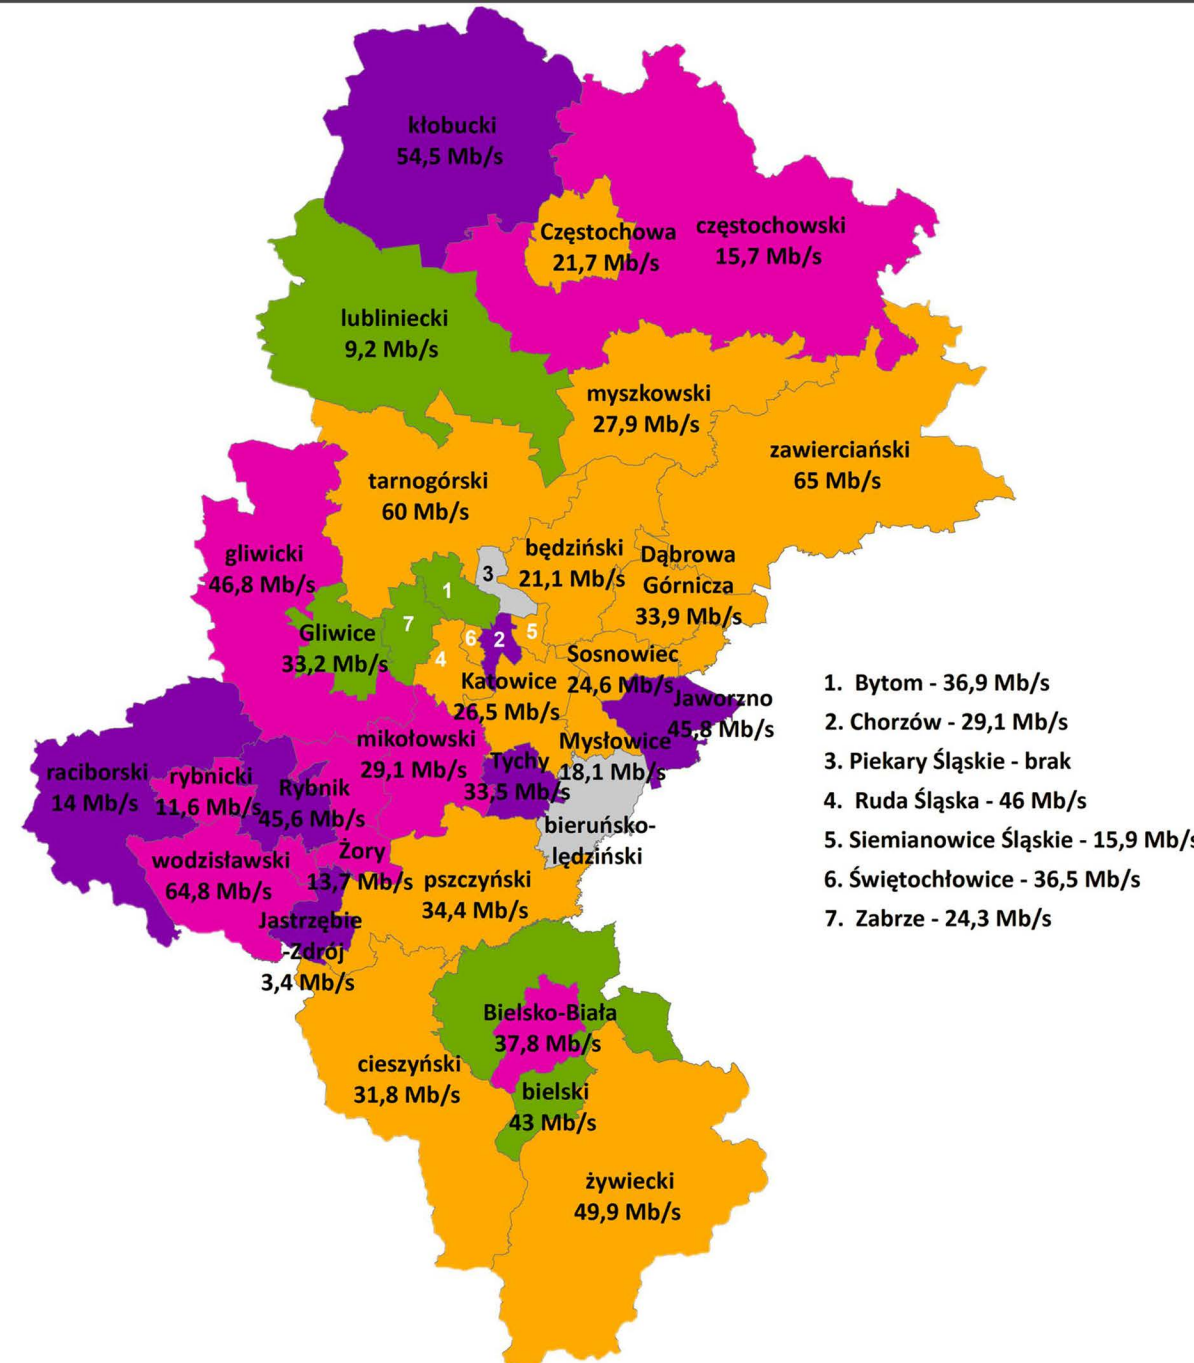 kłobucki
54,5 Mb/s
Częstochowa
21,7 Mb/s
częstochowski
15,7 Mb/s
lubliniecki
9,2 Mb/s
myszkowski
27,9 Mb/s
zawierciański
65 Mb/s
tarnogórski
60 Mb/s
gliwicki
46,8 Mb/s
będziński
21,1 Mb/s
Dąbrowa
Górnicza
33,9 Mb/s
3
1
7
6
2
5
4
Gliwice
33,2 Mb/s
Sosnowiec
24,6 Mb/s
Katowice
26,5 Mb/s
Jaworzno
45,8 Mb/s
mikołowski
29,1 Mb/s
Mysłowice
18,1 Mb/s
Tychy
33,5 Mb/s
raciborski
14 Mb/s
rybnicki
11,6 Mb/s
Rybnik
45,6 Mb/s
bieruńsko-
lędziński
wodzisławski
64,8 Mb/s
Żory
13,7 Mb/s
pszczyński
34,4 Mb/s
Jastrzębie
-Zdrój
3,4 Mb/s
Bielsko-Biała
37,8 Mb/s
cieszyński
31,8 Mb/s
bielski
43 Mb/s
żywiecki
49,9 Mb/s
1. Bytom - 36,9 Mb/s
2. Chorzów - 29,1 Mb/s
3. Piekary Śląskie - brak
4. Ruda Śląska - 46 Mb/s
5. Siemianowice Śląskie - 15,9 Mb/s
6. Świętochłowice - 36,5 Mb/s
7. Zabrze - 24,3 Mb/s